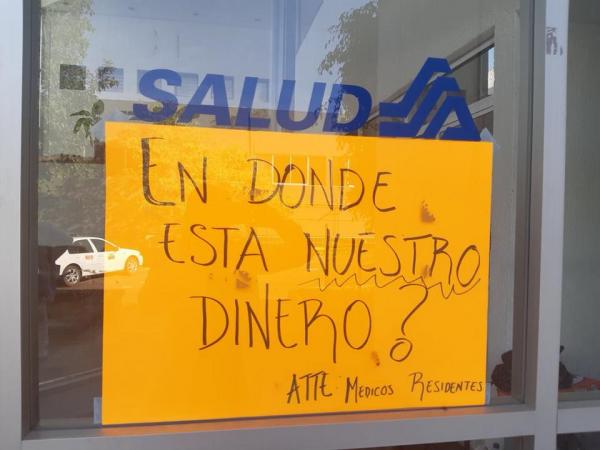 SALUD
EN DONDE
ESTA NUESTRO
DINERO?
ATTE MEDICOS RESIDENTES